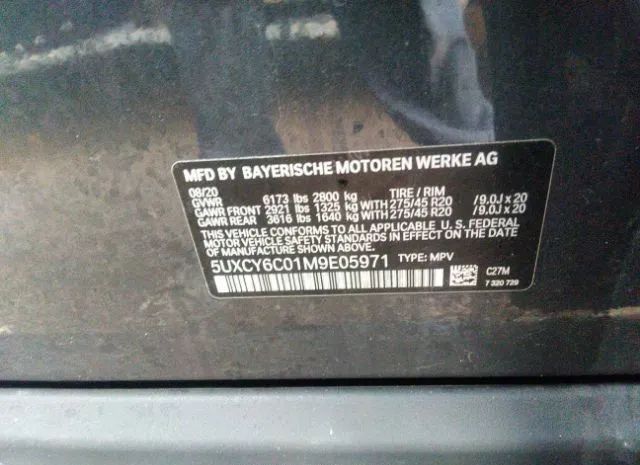 MFD BY BAYERISCHE MOTOREN WERKE AG
08/20 TIRE / RIM
GVWR 6173 lbs 2800 kg
GAWR FRONT 2921 lbs 1325 kg WITH 275/45 R20 /9.0J x 20
GAWR REAR 3616 lbs 1640 kg WITH 275/45 R20 /9.0J x 20
THIS VEHICLE CONFORMS TO ALL APPLICABLE U. S. FEDERAL
MOTOR VEHICLE SAFETY STANDARDS IN EFFECT ON THE DATE
OF MANUFACTURE SHOWN ABOVE.
5UXCY6C01M9E05971 TYPE: MPV
C27M
7 320 729